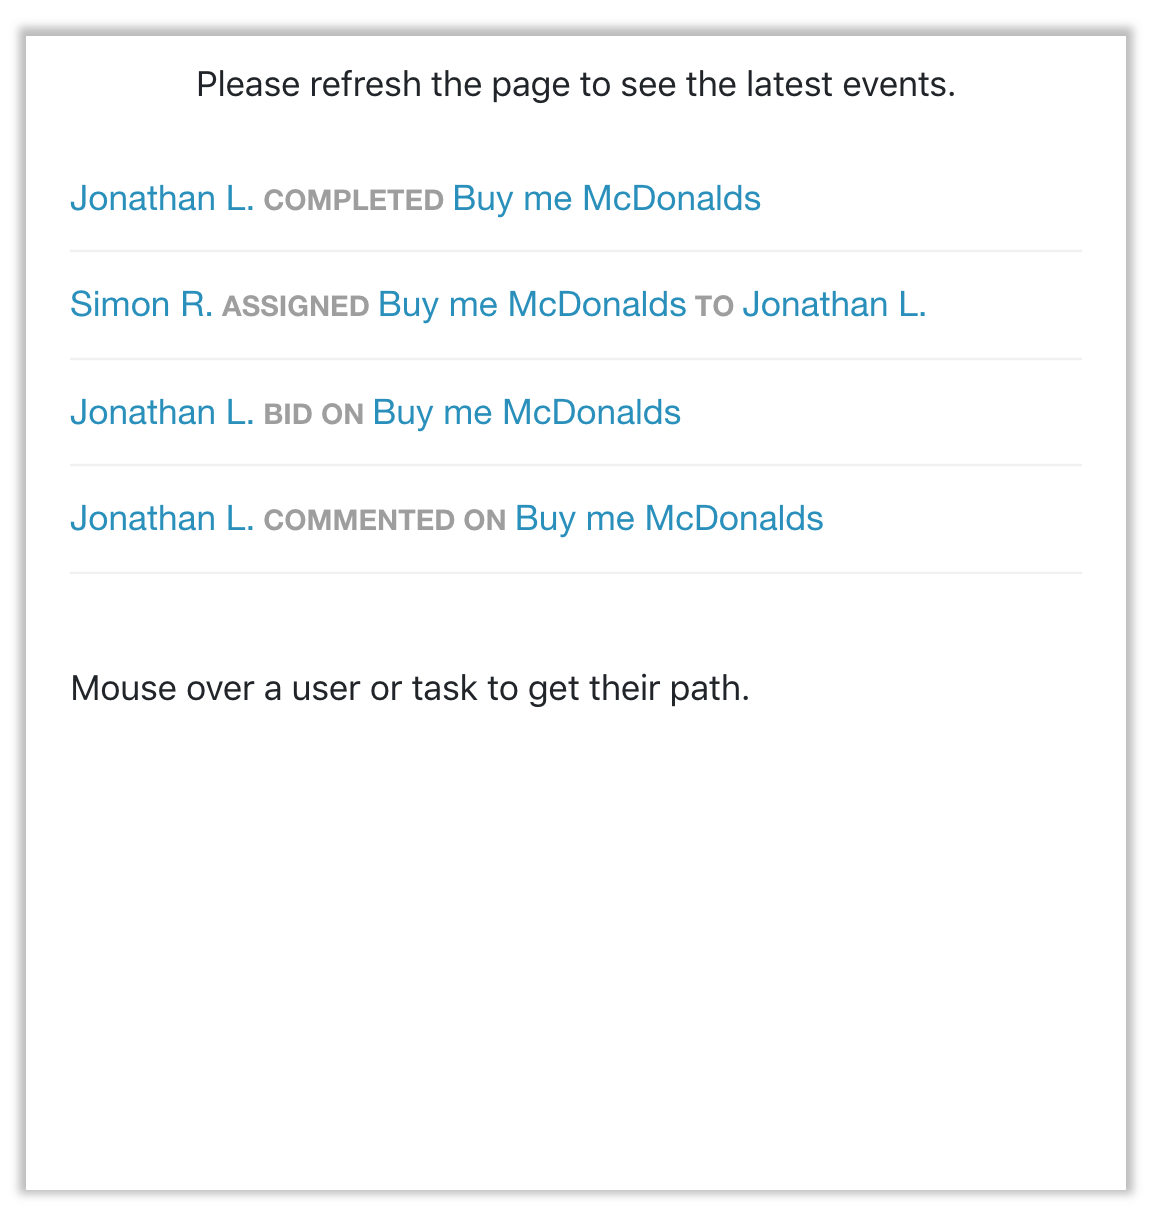 Please refresh the page to see the latest events.
Jonathan L. COMPLETED Buy me McDonalds
Simon R. ASSIGNED Buy me McDonalds TO Jonathan L.
Jonathan L. BID ON Buy me McDonalds
Jonathan L. COMMENTED ON Buy me McDonalds
Mouse over a user or task to get their path.